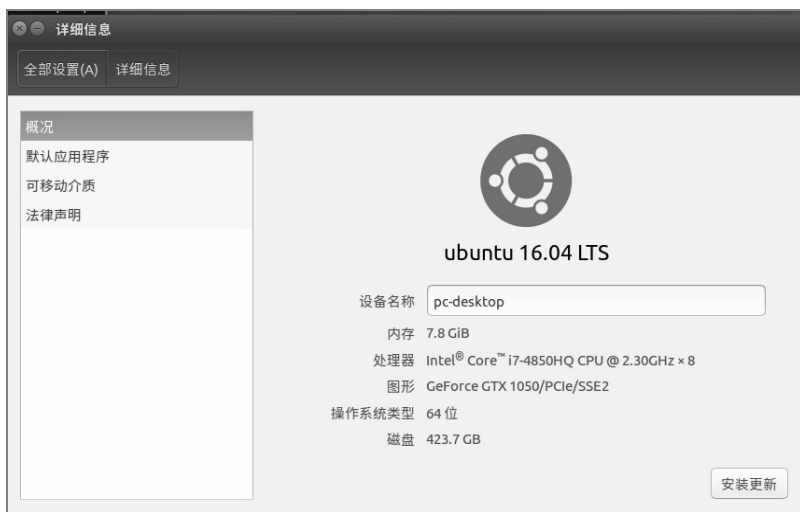 详细信息
全部设置(A) 详细信息
概况
默认应用程序
可移动介质
法律声明
ubuntu 16.04 LTS
设备名称 pc-desktop
内存 7.8 GiB
处理器 Intel® Core™ i7-4850HQ CPU @ 2.30GHz × 8
图形 GeForce GTX 1050/PCIe/SSE2
操作系统类型 64 位
磁盘 423.7 GB
安装更新